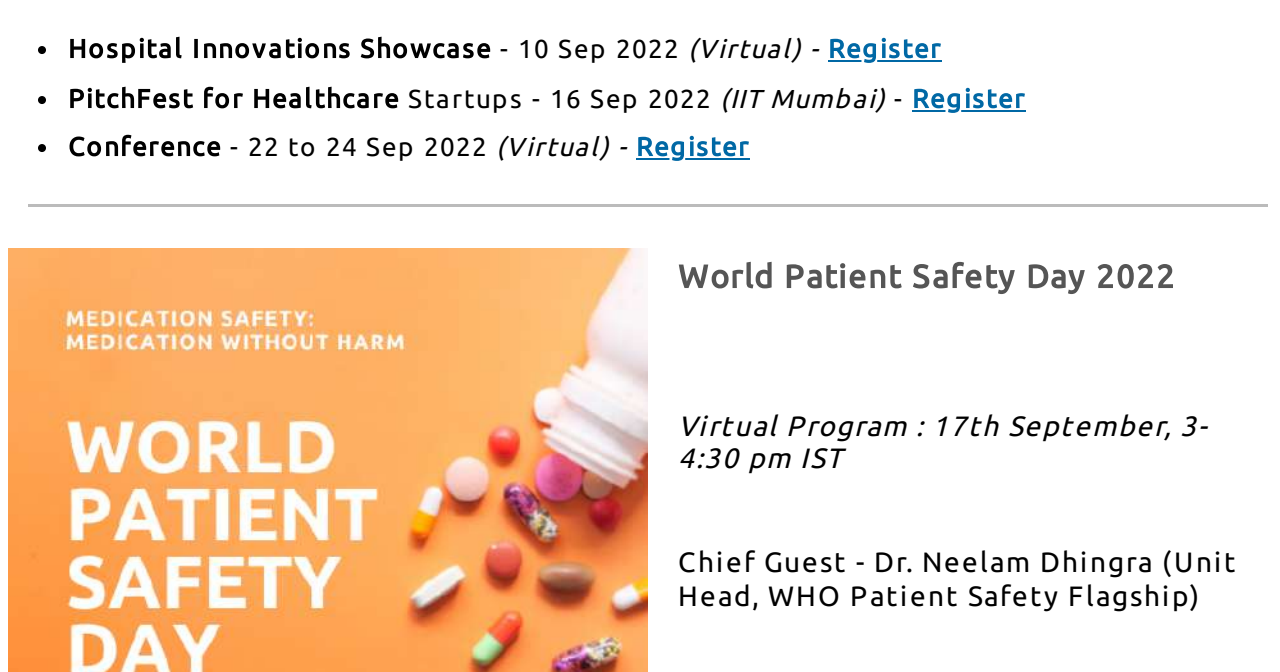 Hospital Innovations Showcase - 10 Sep 2022 (Virtual) - Register
PitchFest for Healthcare Startups - 16 Sep 2022 (IIT Mumbai) - Register
Conference - 22 to 24 Sep 2022 (Virtual) - Register
MEDICATION SAFETY:
MEDICATION WITHOUT HARM
WORLD
PATIENT
SAFETY
DAY
World Patient Safety Day 2022
Virtual Program : 17th September, 3-
4:30 pm IST
Chief Guest - Dr. Neelam Dhingra (Unit
Head, WHO Patient Safety Flagship)